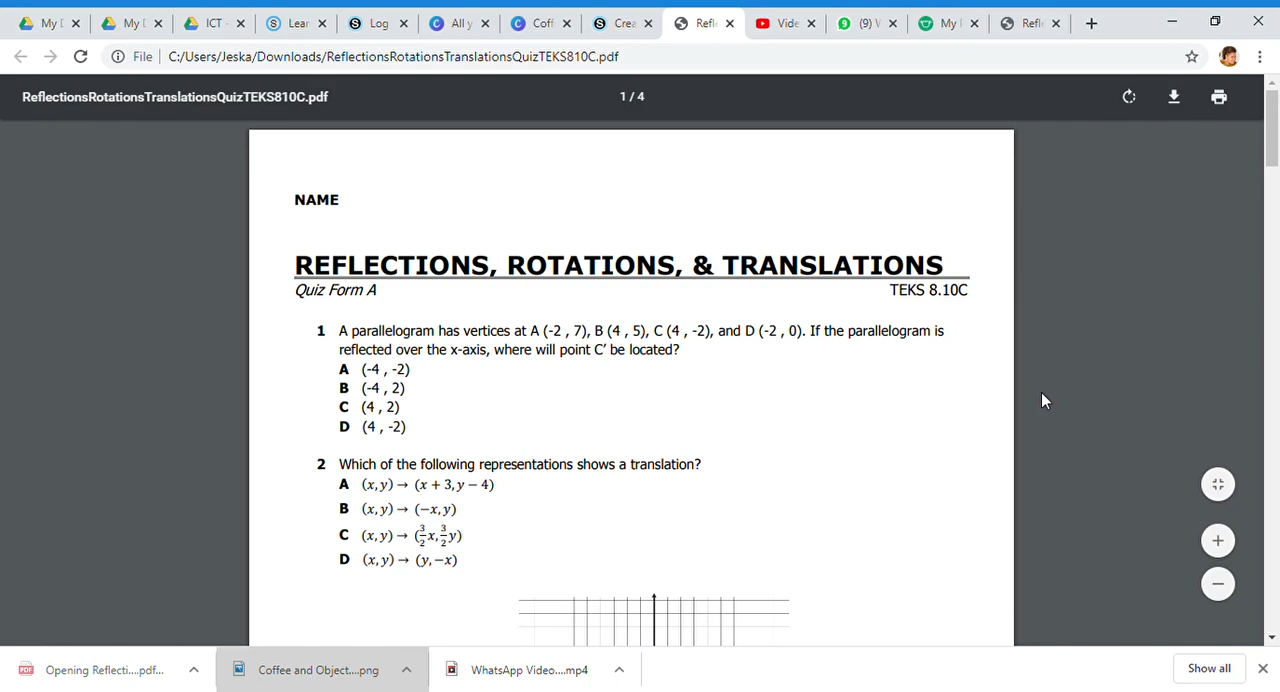 My D
My D
ICT -
Lear
Log
All y
Coff
Crea
Refl
Vide
(9) V
My
Refl
File
C:/Users/Jeska/Downloads/ReflectionsRotationsTranslationsQuizTEKS810C.pdf
ReflectionsRotationsTranslationsQuizTEKS810C.pdf
1 / 4
NAME
REFLECTIONS, ROTATIONS, & TRANSLATIONS
Quiz Form A
TEKS 8.10C
1 A parallelogram has vertices at A (-2 , 7), B (4 , 5), C (4 , -2), and D (-2 , 0). If the parallelogram is
reflected over the x-axis, where will point C’ be located?
A (-4 , -2)
B (-4 , 2)
C (4 , 2)
D (4 , -2)
2 Which of the following representations shows a translation?
A (x, y) → (x + 3, y − 4)
B (x, y) → (−x, y)
C (x, y) → (3/2 x, 3/2 y)
D (x, y) → (y, −x)
Opening Reflecti....pdf...
Coffee and Object....png
WhatsApp Video....mp4
Show all